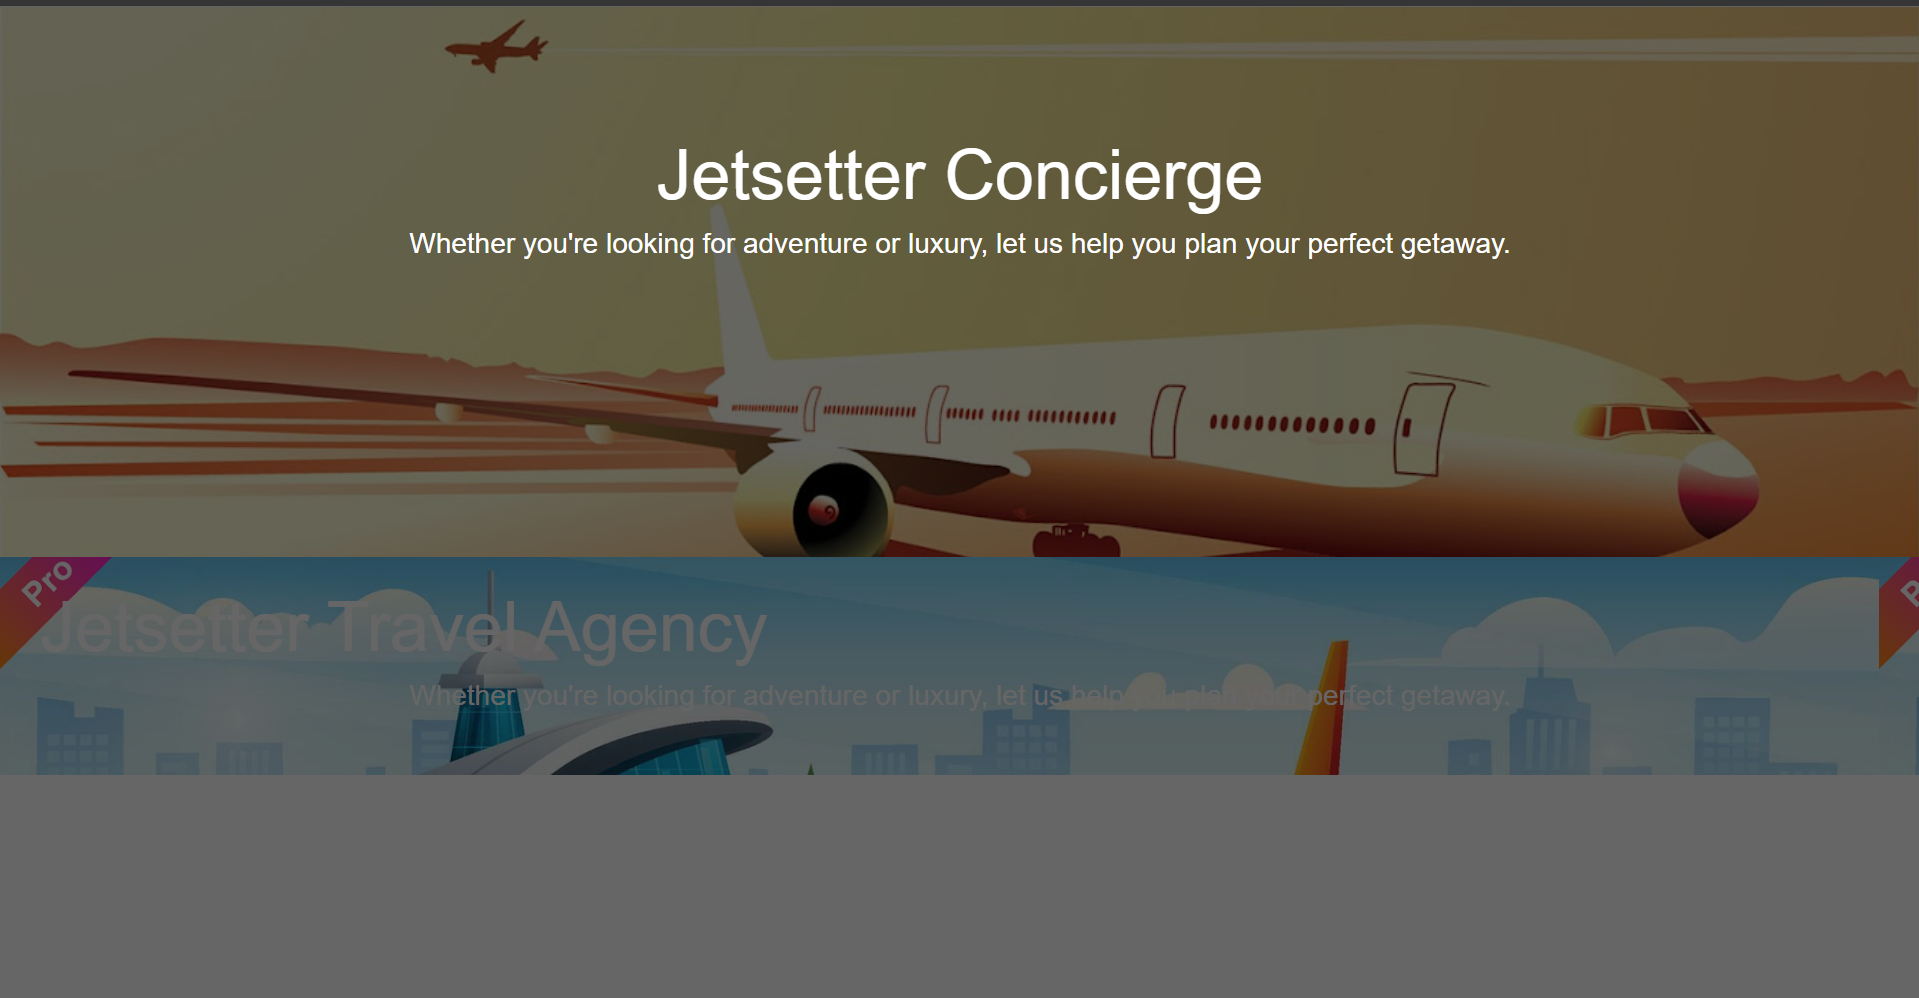 Jetsetter Concierge
Whether you're looking for adventure or luxury, let us help you plan your perfect getaway.
Pro
Jetsetter Travel Agency
Whether you're looking for adventure or luxury, let us help you plan your perfect getaway.